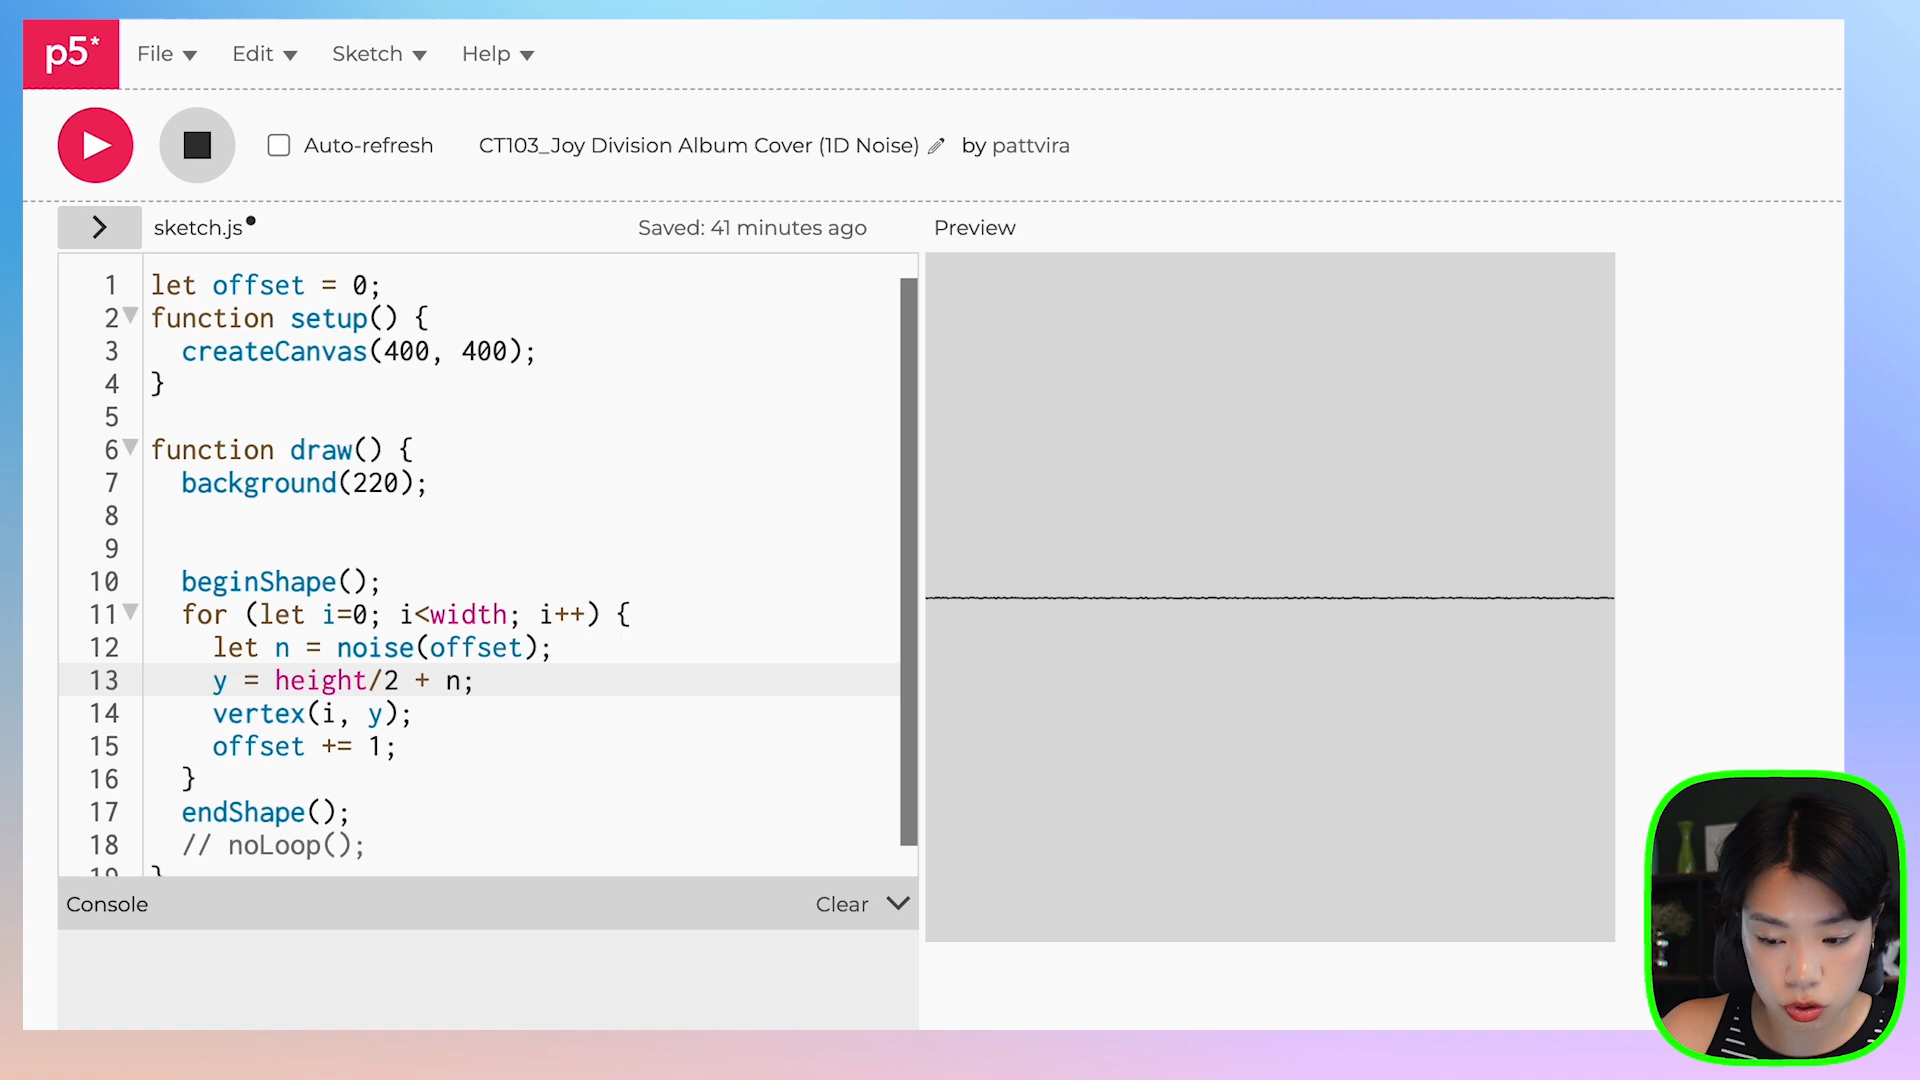 p5*
File Edit Sketch Help
Auto-refresh CT103_Joy Division Album Cover (1D Noise) by pattvira
sketch.js Saved: 41 minutes ago Preview
1 let offset = 0;
2 function setup() {
3 createCanvas(400, 400);
4 }
5
6 function draw() {
7 background(220);
8
9
10 beginShape();
11 for (let i=0; i<width; i++) {
12 let n = noise(offset);
13 y = height/2 + n;
14 vertex(i, y);
15 offset += 1;
16 }
17 endShape();
18 // noLoop();
19 }
Console Clear